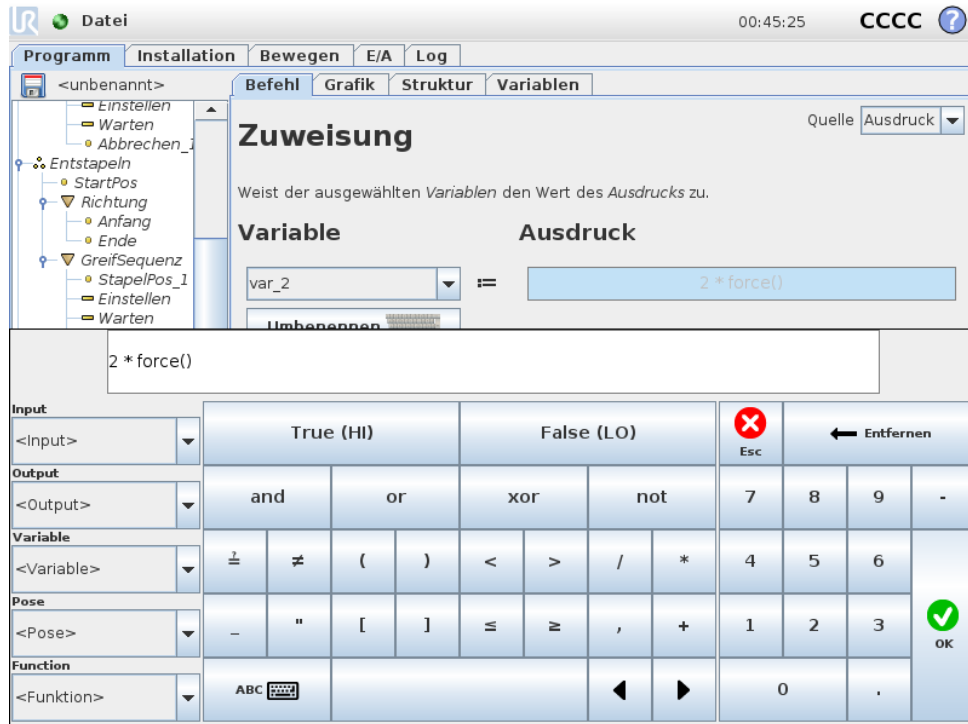 UR Datei 00:45:25 CCCC ?
Programm Installation Bewegen E/A Log
<unbenannt> Befehl Grafik Struktur Variablen
Einstellen
Warten
Abbrechen_1
Entstapeln
StartPos
Richtung
Anfang
Ende
GreifSequenz
StapelPos_1
Einstellen
Warten
Quelle Ausdruck
Zuweisung
Weist der ausgewählten Variablen den Wert des Ausdrucks zu.
Variable Ausdruck
var_2 := 2 * force()
Umbenennen
2 * force()
Input
<Input> True (HI) False (LO) Esc Entfernen
Output
<Output> and or xor not 7 8 9 -
Variable
<Variable> ≟ ≠ ( ) < > / * 4 5 6
Pose
<Pose> _ " [ ] ≤ ≥ , + 1 2 3 OK
Function
<Funktion> ABC 0 .